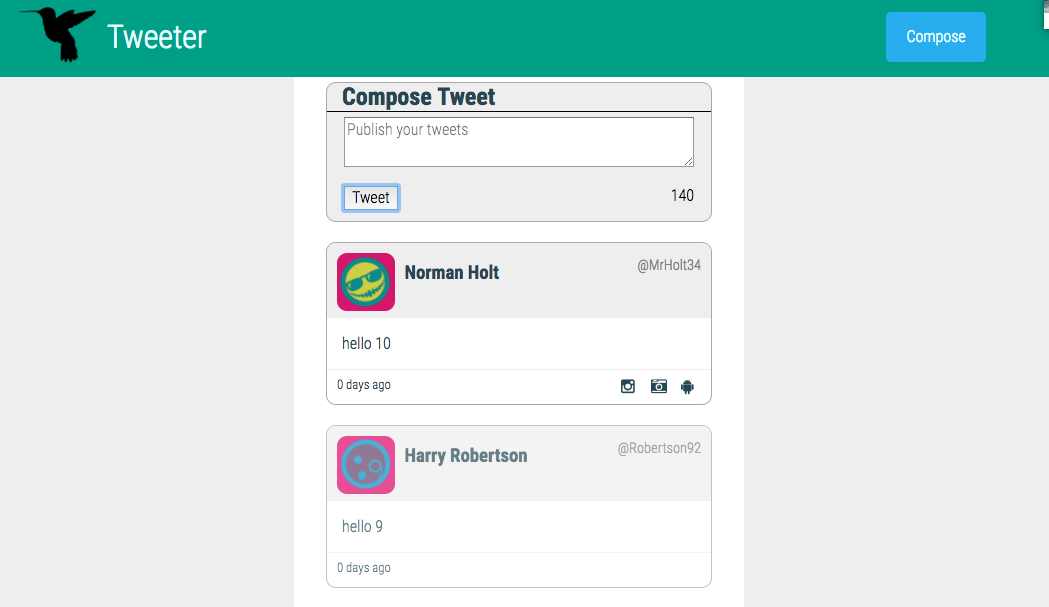 Tweeter
Compose
Compose Tweet
Publish your tweets
Tweet
140
Norman Holt
@MrHolt34
hello 10
0 days ago
Harry Robertson
@Robertson92
hello 9
0 days ago